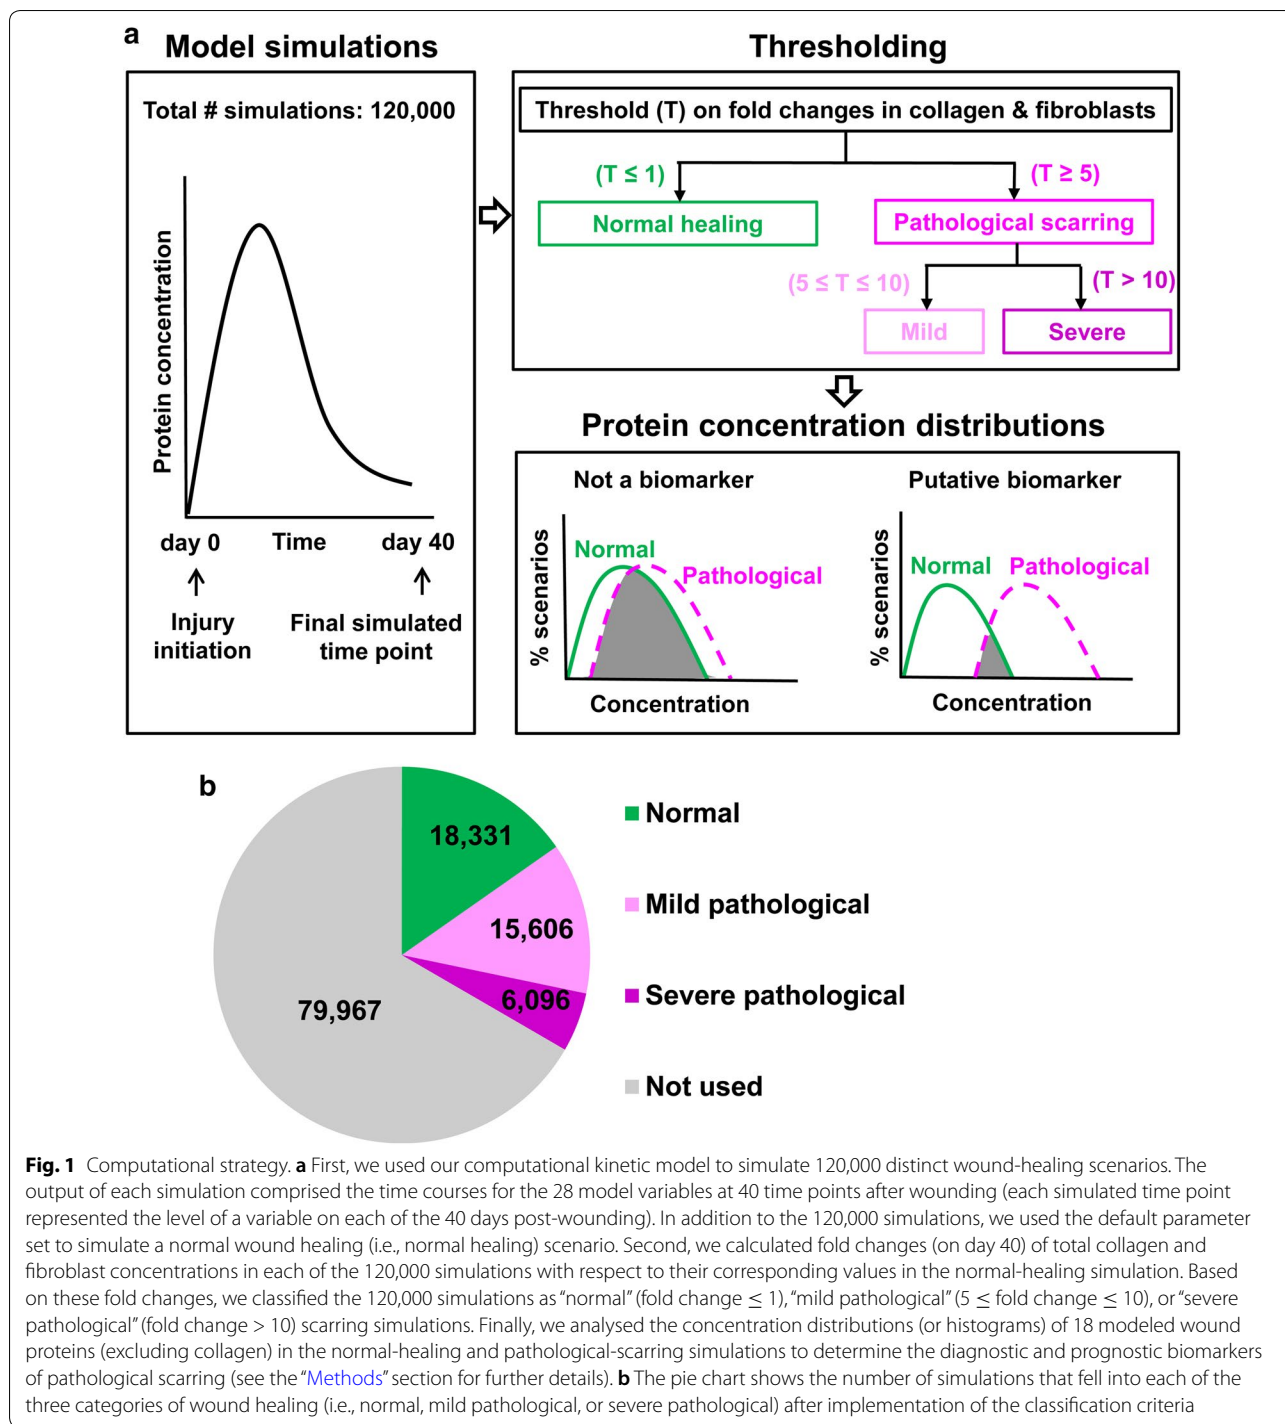 a
Model simulations
Total # simulations: 120,000
Protein concentration
day 0
Time
day 40
Injury
initiation
Final simulated
time point
Thresholding
Threshold (T) on fold changes in collagen & fibroblasts
(T ≤ 1)
(T ≥ 5)
Normal healing
Pathological scarring
(5 ≤ T ≤ 10)
(T > 10)
Mild
Severe
Protein concentration distributions
Not a biomarker
% scenarios
Normal
Pathological
Concentration
Putative biomarker
% scenarios
Normal
Pathological
Concentration
b
18,331
15,606
6,096
79,967
Normal
Mild pathological
Severe pathological
Not used
Fig. 1 Computational strategy. a First, we used our computational kinetic model to simulate 120,000 distinct wound-healing scenarios. The
output of each simulation comprised the time courses for the 28 model variables at 40 time points after wounding (each simulated time point
represented the level of a variable on each of the 40 days post-wounding). In addition to the 120,000 simulations, we used the default parameter
set to simulate a normal wound healing (i.e., normal healing) scenario. Second, we calculated fold changes (on day 40) of total collagen and
fibroblast concentrations in each of the 120,000 simulations with respect to their corresponding values in the normal-healing simulation. Based
on these fold changes, we classified the 120,000 simulations as “normal” (fold change ≤ 1), “mild pathological” (5 ≤ fold change ≤ 10), or “severe
pathological” (fold change > 10) scarring simulations. Finally, we analysed the concentration distributions (or histograms) of 18 modeled wound
proteins (excluding collagen) in the normal-healing and pathological-scarring simulations to determine the diagnostic and prognostic biomarkers
of pathological scarring (see the “Methods” section for further details). b The pie chart shows the number of simulations that fell into each of the
three categories of wound healing (i.e., normal, mild pathological, or severe pathological) after implementation of the classification criteria